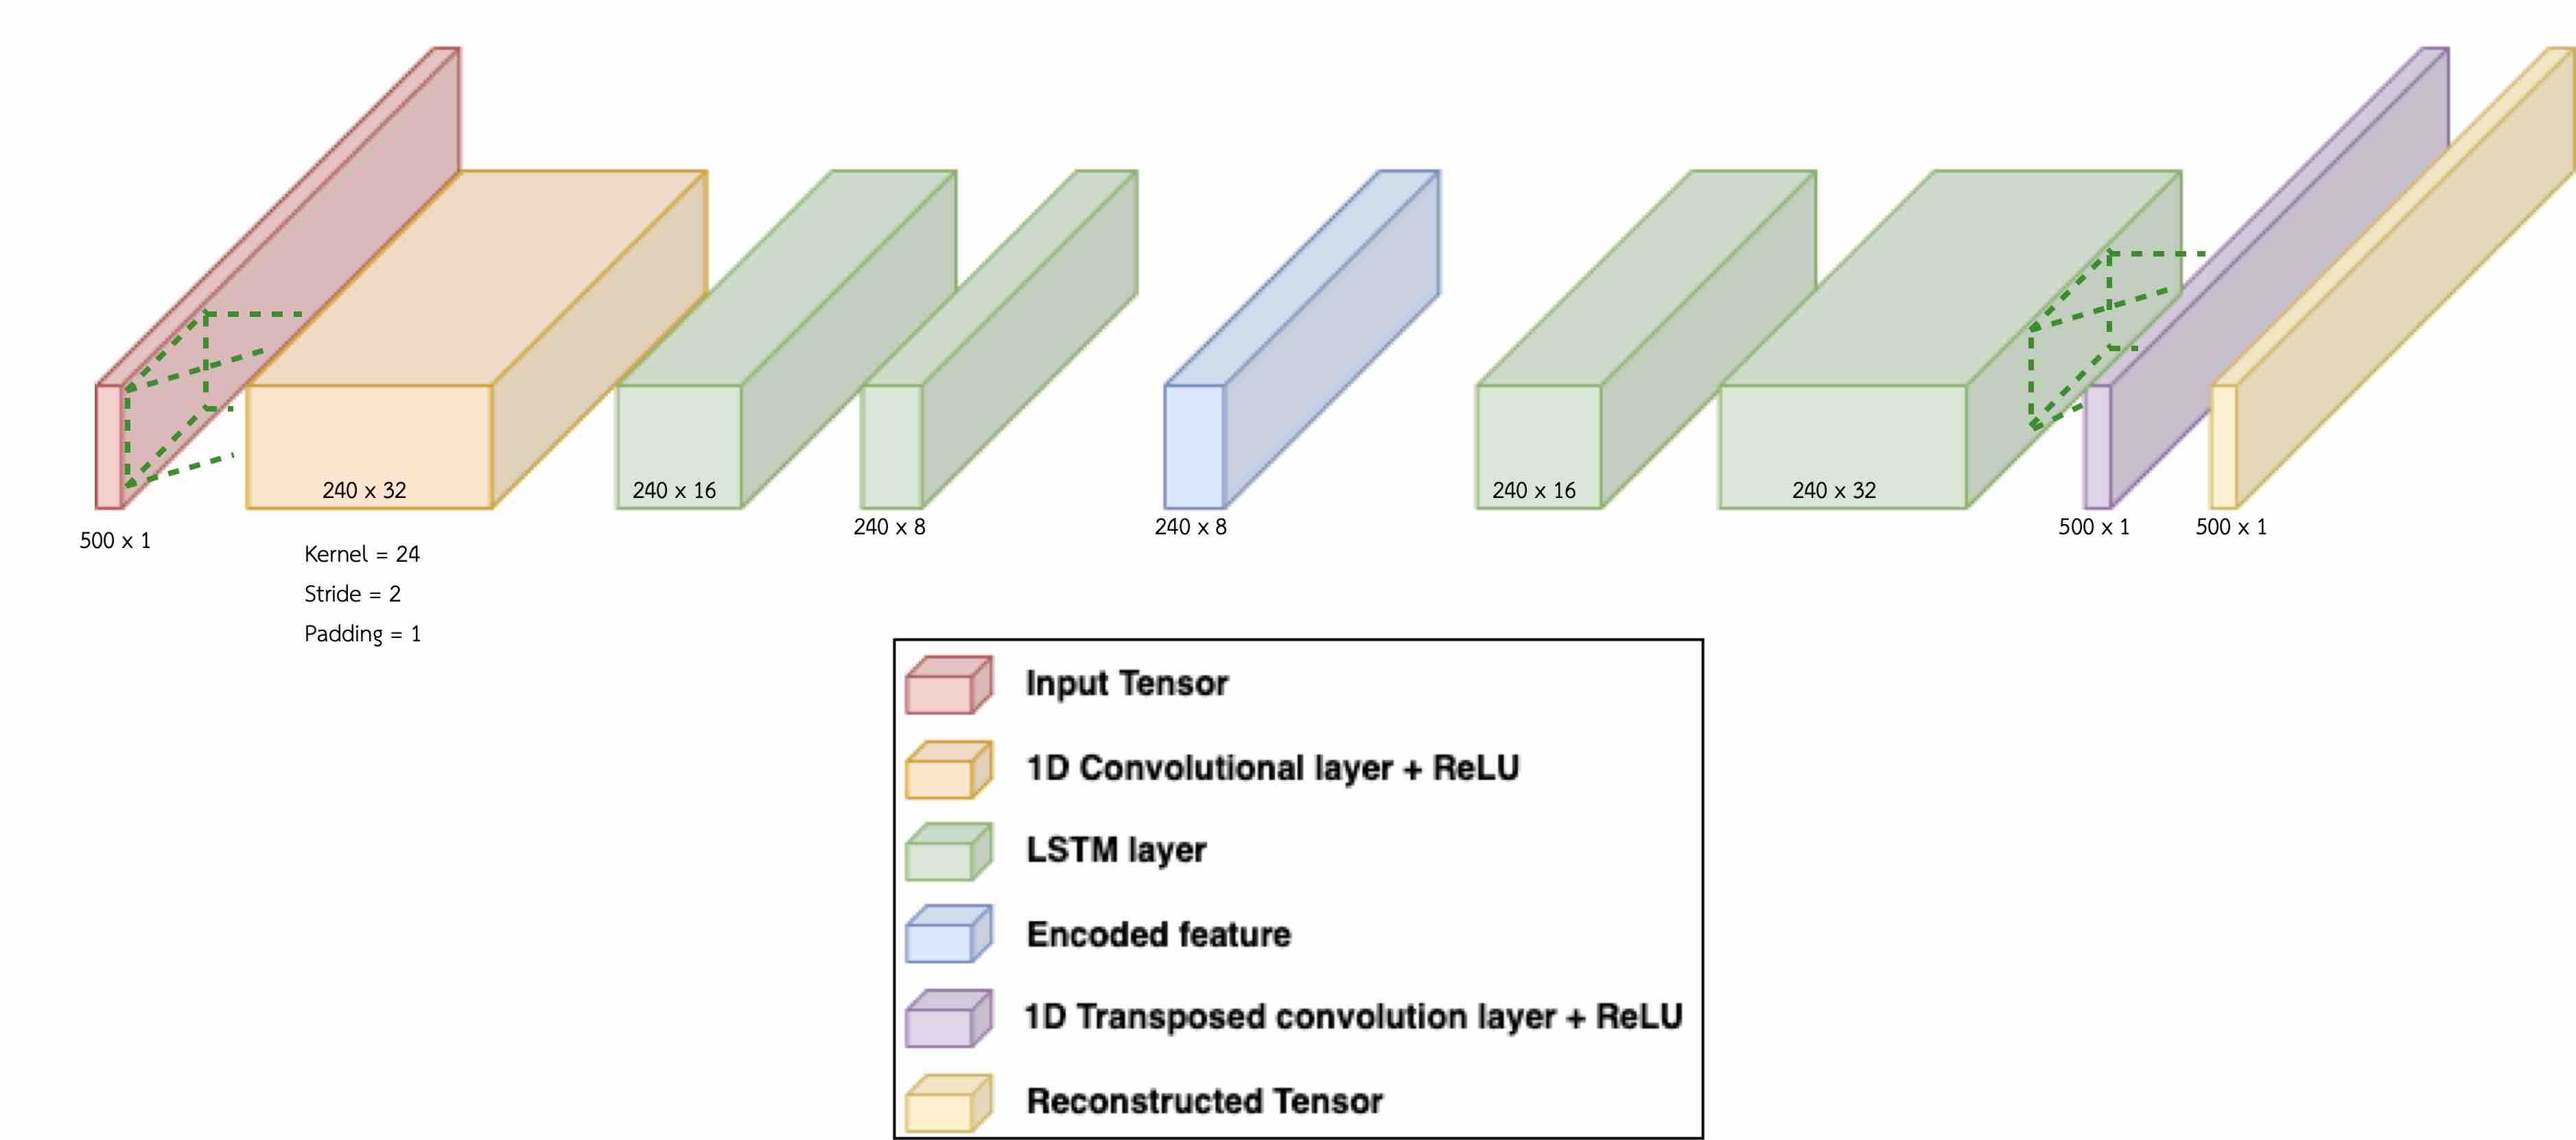 240 x 32
240 x 16
240 x 16
240 x 32
500 x 1
240 x 8
240 x 8
500 x 1
500 x 1
Kernel = 24
Stride = 2
Padding = 1
Input Tensor
1D Convolutional layer + ReLU
LSTM layer
Encoded feature
1D Transposed convolution layer + ReLU
Reconstructed Tensor